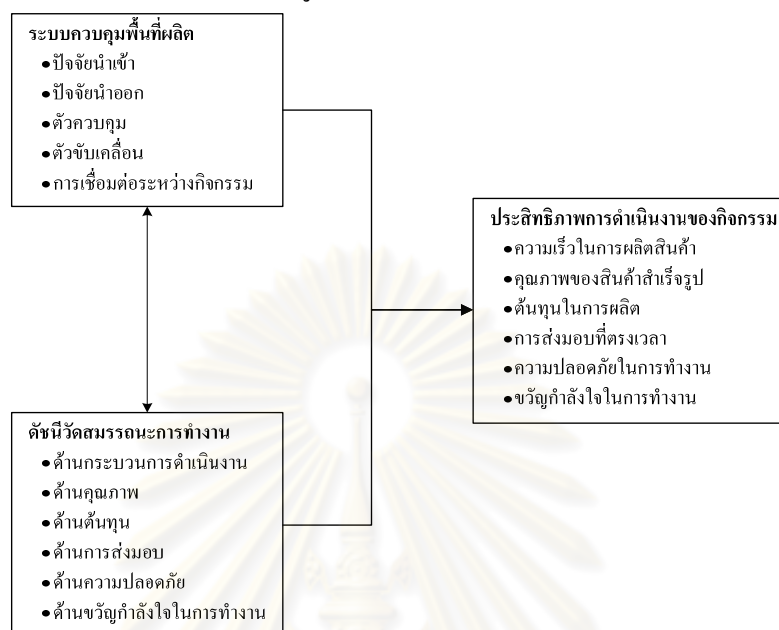 ระบบควบคุมพื้นที่ผลิต
•ปัจจัยนำเข้า
•ปัจจัยนำออก
•ตัวควบคุม
•ตัวขับเคลื่อน
•การเชื่อมต่อระหว่างกิจกรรม
ประสิทธิภาพการดำเนินงานของกิจกรรม
•ความเร็วในการผลิตสินค้า
•คุณภาพของสินค้าสำเร็จรูป
•ต้นทุนในการผลิต
•การส่งมอบที่ตรงเวลา
•ความปลอดภัยในการทำงาน
•ขวัญกำลังใจในการทำงาน
ดัชนีวัดสมรรถนะการทำงาน
•ด้านกระบวนการดำเนินงาน
•ด้านคุณภาพ
•ด้านต้นทุน
•ด้านการส่งมอบ
•ด้านความปลอดภัย
•ด้านขวัญกำลังใจในการทำงาน